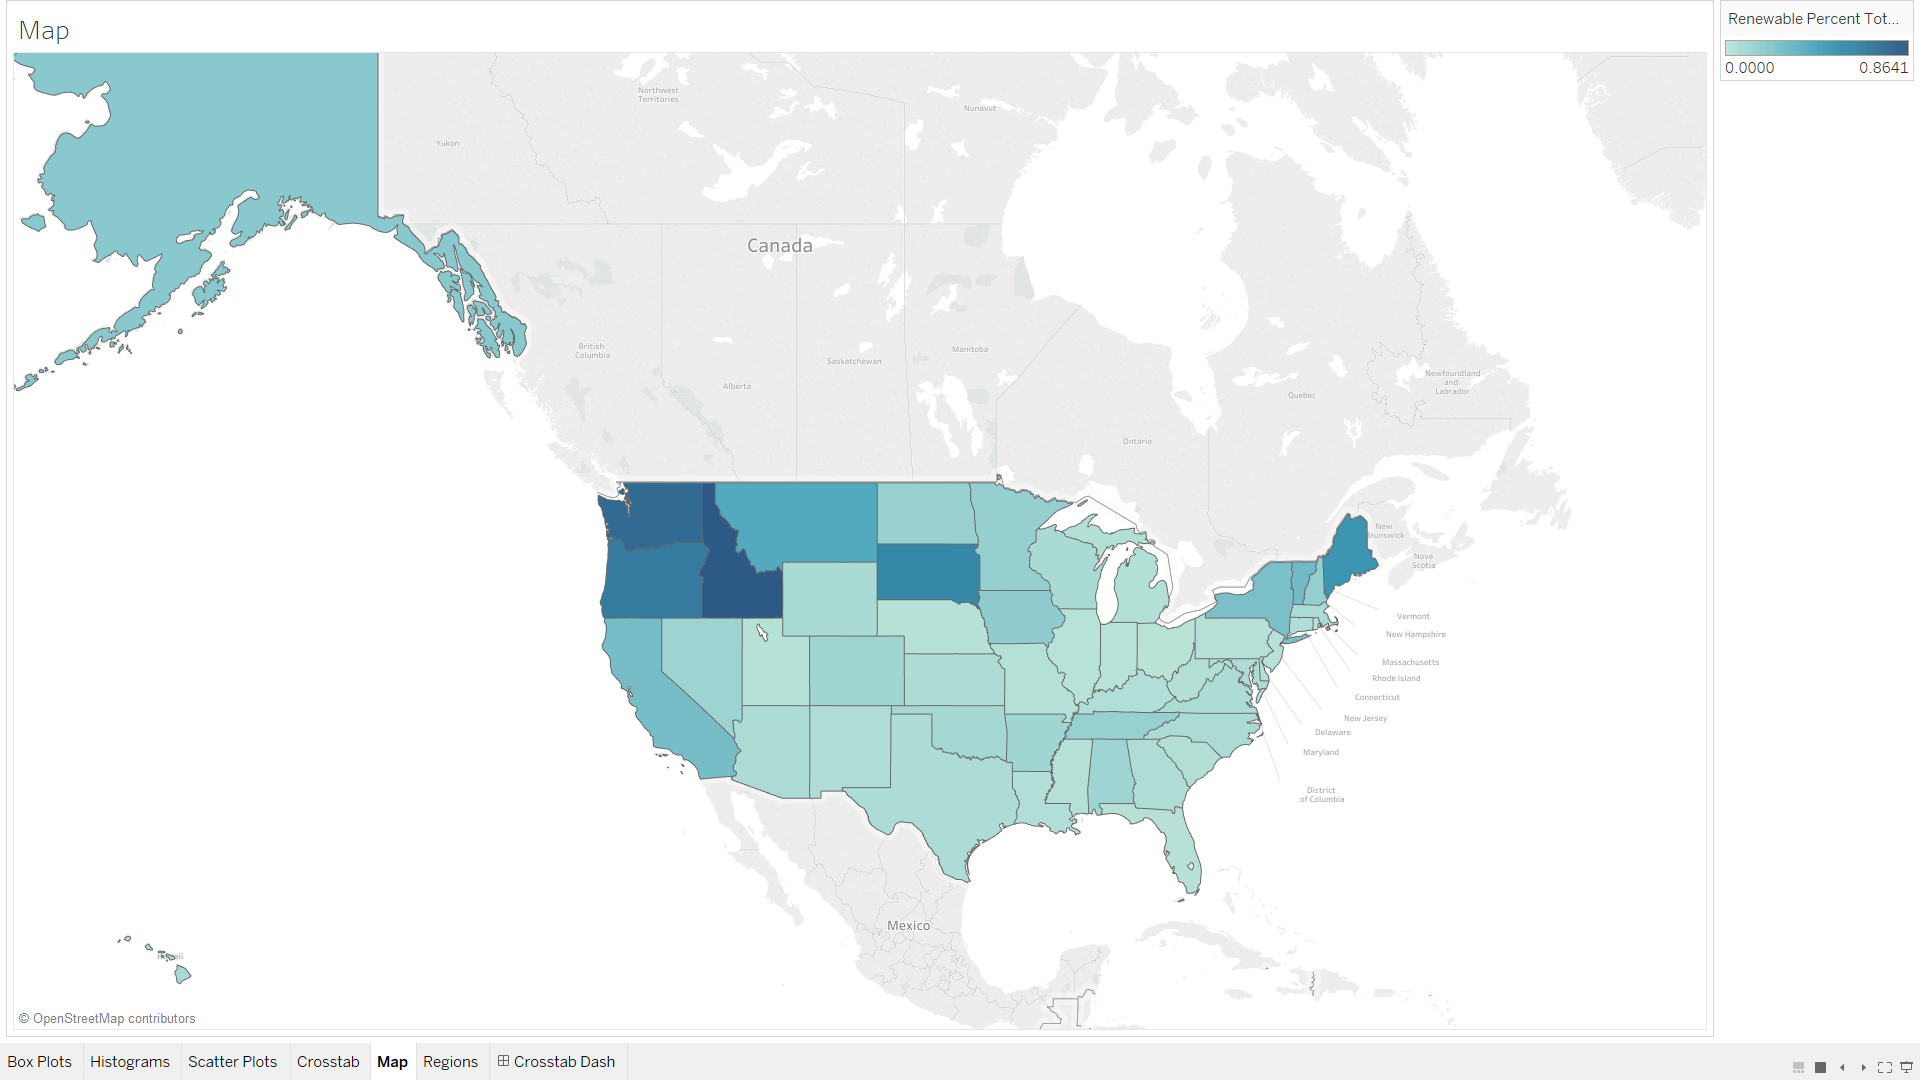 Map
Renewable Percent Tot...
0.0000 0.8641
Northwest
Territories
Nunavut
Yukon
Canada
British
Columbia
Manitoba
Saskatchewan
Alberta
Newfoundland
and
Labrador
Quebec
Ontario
New
Brunswick
Nova
Scotia
Vermont
New Hampshire
Massachusetts
Rhode Island
Connecticut
New Jersey
Delaware
Maryland
District
of Columbia
Mexico
© OpenStreetMap contributors
Box Plots Histograms Scatter Plots Crosstab Map Regions Crosstab Dash